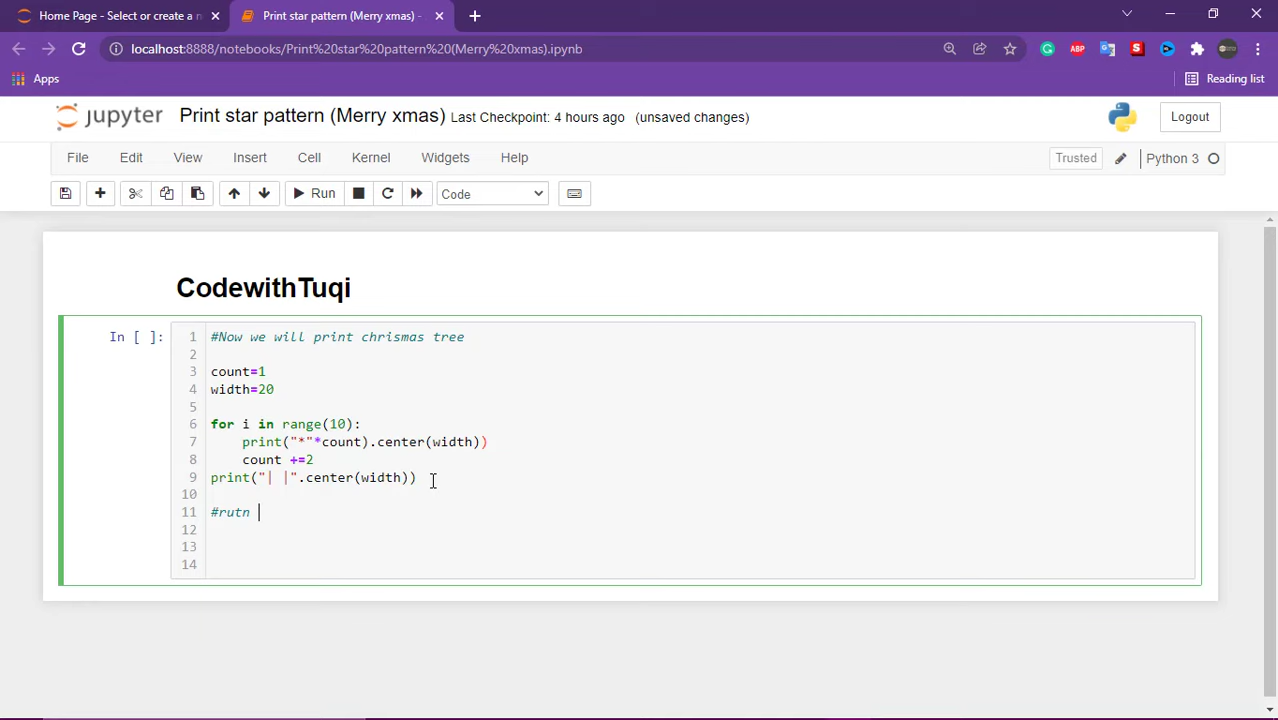 Home Page - Select or create a n
Print star pattern (Merry xmas) -
localhost:8888/notebooks/Print%20star%20pattern%20(Merry%20xmas).ipynb
ABP
S
Apps
Reading list
jupyter Print star pattern (Merry xmas) Last Checkpoint: 4 hours ago (unsaved changes)
Logout
File Edit View Insert Cell Kernel Widgets Help
Trusted
Python 3
Run
Code
CodewithTuqi
In [ ]:
1 #Now we will print chrismas tree
2
3 count=1
4 width=20
5
6 for i in range(10):
7 print("*"*count).center(width))
8 count +=2
9 print("| |".center(width))
10
11 #rutn
12
13
14